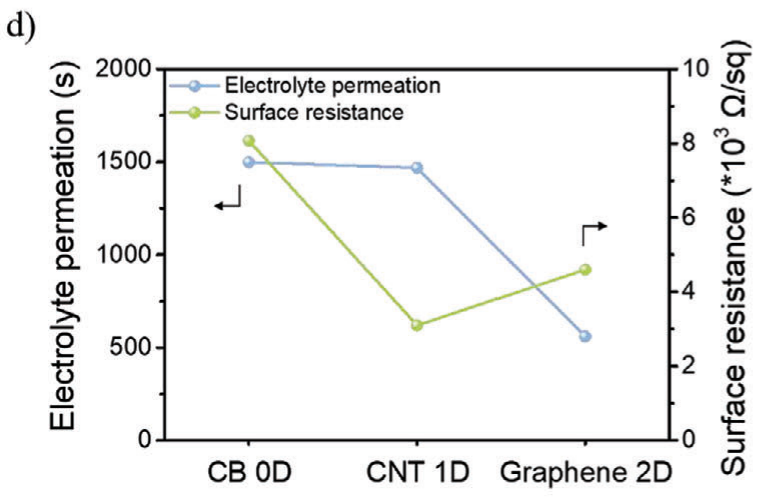 d)
Electrolyte permeation (s)
2000
1500
1000
500
0
Electrolyte permeation
Surface resistance
10
8
6
4
2
0
Surface resistance (*10³ Ω/sq)
CB 0D
CNT 1D
Graphene 2D